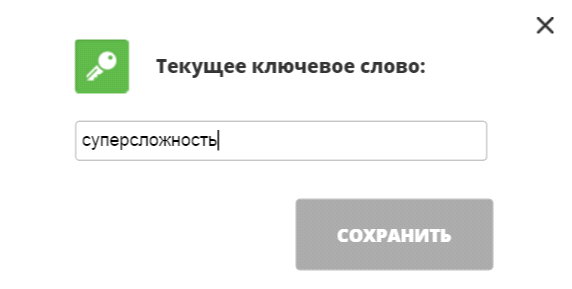 Текущее ключевое слово:
суперсложность
СОХРАНИТЬ